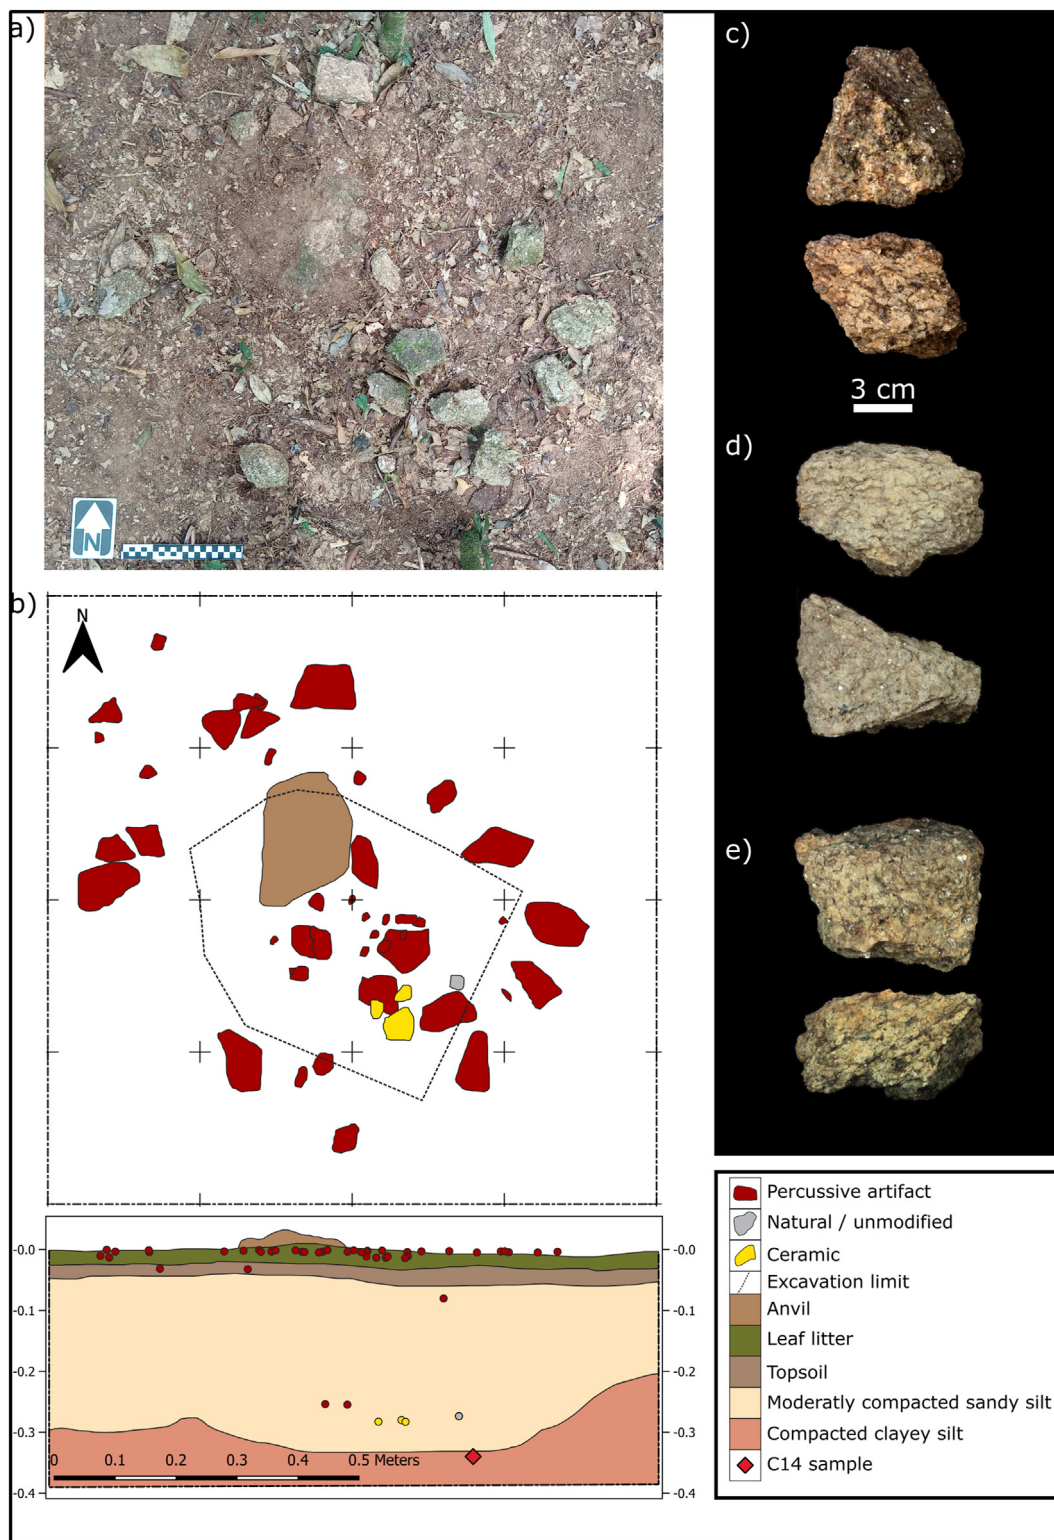 a)
N
b)
N
-0.0
-0.1
-0.2
-0.3
-0.4
-0.0
-0.1
-0.2
-0.3
-0.4
0 0.1 0.2 0.3 0.4 0.5 Meters
c)
3 cm
d)
e)
Percussive artifact
Natural / unmodified
Ceramic
Excavation limit
Anvil
Leaf litter
Topsoil
Moderatly compacted sandy silt
Compacted clayey silt
C14 sample